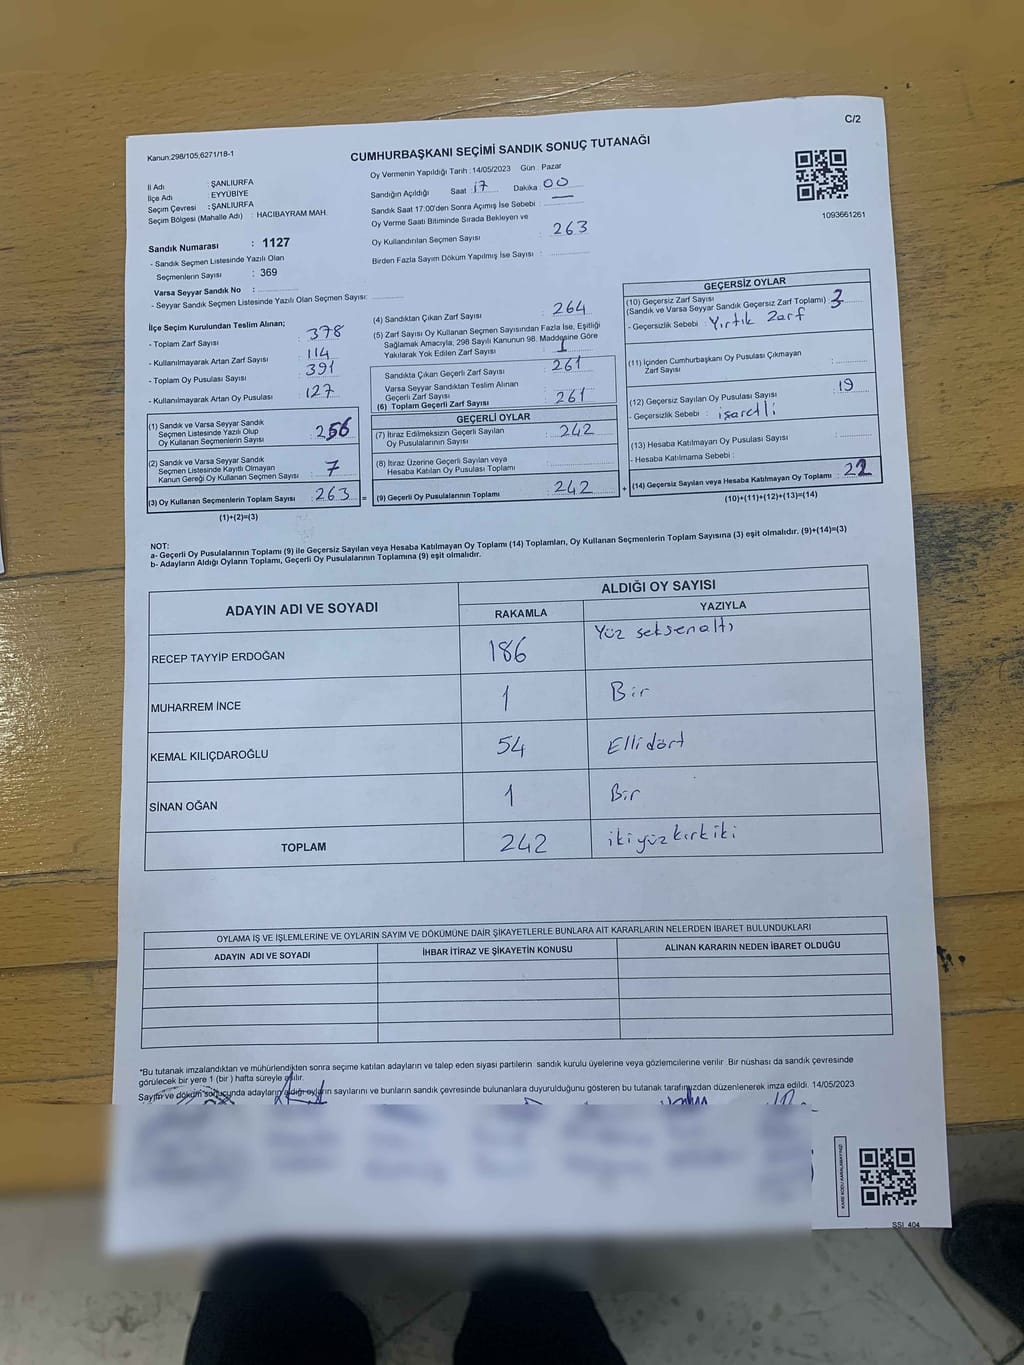 C/2
Kanun:298/105;6271/18-1
CUMHURBAŞKANI SEÇİMİ SANDIK SONUÇ TUTANAĞI
İl Adı : ŞANLIURFA
İlçe Adı : EYYÜBİYE
Seçim Çevresi : ŞANLIURFA
Seçim Bölgesi (Mahalle Adı) : HACIBAYRAM MAH.
Sandık Numarası : 1127
- Sandık Seçmen Listesinde Yazılı Olan
Seçmenlerin Sayısı : 369
Varsa Seyyar Sandık No :
- Seyyar Sandık Seçmen Listesinde Yazılı Olan Seçmen Sayısı:
Oy Vermenin Yapıldığı Tarih : 14/05/2023 Gün : Pazar
Sandığın Açıldığı Saat : 17 Dakika : 00
Sandık Saat 17:00'den Sonra Açılmış İse Sebebi : —
Oy Verme Saati Bitiminde Sırada Bekleyen ve
Oy Kullandırılan Seçmen Sayısı : 263
Birden Fazla Sayım Döküm Yapılmış İse Sayısı :
1093661261
İlçe Seçim Kurulundan Teslim Alınan;
- Toplam Zarf Sayısı : 378
- Kullanılmayarak Artan Zarf Sayısı : 114
- Toplam Oy Pusulası Sayısı : 391
- Kullanılmayarak Artan Oy Pusulası : 127
(1) Sandık ve Varsa Seyyar Sandık
Seçmen Listesinde Yazılı Olup
Oy Kullanan Seçmenlerin Sayısı : 256
(2) Sandık ve Varsa Seyyar Sandık
Seçmen Listesinde Kayıtlı Olmayan
Kanun Gereği Oy Kullanan Seçmen Sayısı : 7
(3) Oy Kullanan Seçmenlerin Toplam Sayısı : 263 =
(1)+(2)=(3)
(4) Sandıktan Çıkan Zarf Sayısı : 264
(5) Zarf Sayısı Oy Kullanan Seçmen Sayısından Fazla İse, Eşitliği
Sağlamak Amacıyla, 298 Sayılı Kanunun 98. Maddesine Göre
Yakılarak Yok Edilen Zarf Sayısı : 1
Sandıkta Çıkan Geçerli Zarf Sayısı : 261
Varsa Seyyar Sandıktan Teslim Alınan
Geçerli Zarf Sayısı
(6) Toplam Geçerli Zarf Sayısı : 261
GEÇERLİ OYLAR
(7) İtiraz Edilmeksizin Geçerli Sayılan
Oy Pusulalarının Sayısı : 242
(8) İtiraz Üzerine Geçerli Sayılan veya
Hesaba Katılan Oy Pusulası Toplamı :
(9) Geçerli Oy Pusulalarının Toplamı : 242 +
GEÇERSİZ OYLAR
(10) Geçersiz Zarf Sayısı
(Sandık ve Varsa Seyyar Sandık Geçersiz Zarf Toplamı) : 3
- Geçersizlik Sebebi : Yırtık Zarf
(11) İçinden Cumhurbaşkanı Oy Pusulası Çıkmayan
Zarf Sayısı :
(12) Geçersiz Sayılan Oy Pusulası Sayısı : 19
- Geçersizlik Sebebi : işaretli
(13) Hesaba Katılmayan Oy Pusulası Sayısı :
- Hesaba Katılmama Sebebi :
(14) Geçersiz Sayılan veya Hesaba Katılmayan Oy Toplamı : 22
(10)+(11)+(12)+(13)=(14)
NOT:
a- Geçerli Oy Pusulalarının Toplamı (9) ile Geçersiz Sayılan veya Hesaba Katılmayan Oy Toplamı (14) Toplamları, Oy Kullanan Seçmenlerin Toplam Sayısına (3) eşit olmalıdır. (9)+(14)=(3)
b- Adayların Aldığı Oyların Toplamı, Geçerli Oy Pusulalarının Toplamına (9) eşit olmalıdır.
ADAYIN ADI VE SOYADI ALDIĞI OY SAYISI
RAKAMLA YAZIYLA
RECEP TAYYİP ERDOĞAN 186 Yüz seksenaltı
MUHARREM İNCE 1 Bir
KEMAL KILIÇDAROĞLU 54 Ellidört
SİNAN OĞAN 1 Bir
TOPLAM 242 ikiyüz kırkiki
OYLAMA İŞ VE İŞLEMLERİNE VE OYLARIN SAYIM VE DÖKÜMÜNE DAİR ŞİKAYETLERLE BUNLARA AİT KARARLARIN NELERDEN İBARET BULUNDUKLARI
ADAYIN ADI VE SOYADI İHBAR İTİRAZ VE ŞİKAYETİN KONUSU ALINAN KARARIN NEDEN İBARET OLDUĞU
*Bu tutanak imzalandıktan ve mühürlendikten sonra seçime katılan adayların ve talep eden siyasi partilerin sandık kurulu üyelerine veya gözlemcilerine verilir. Bir nüshası da sandık çevresinde
görülecek bir yere 1 (bir) hafta süreyle asılır.
Sayım ve döküm sonucunda adayların aldığı oyların sayılarını ve bunların sandık çevresinde bulunanlara duyurulduğunu gösteren bu tutanak tarafımızdan düzenlenerek imza edildi. 14/05/2023
SSI_404